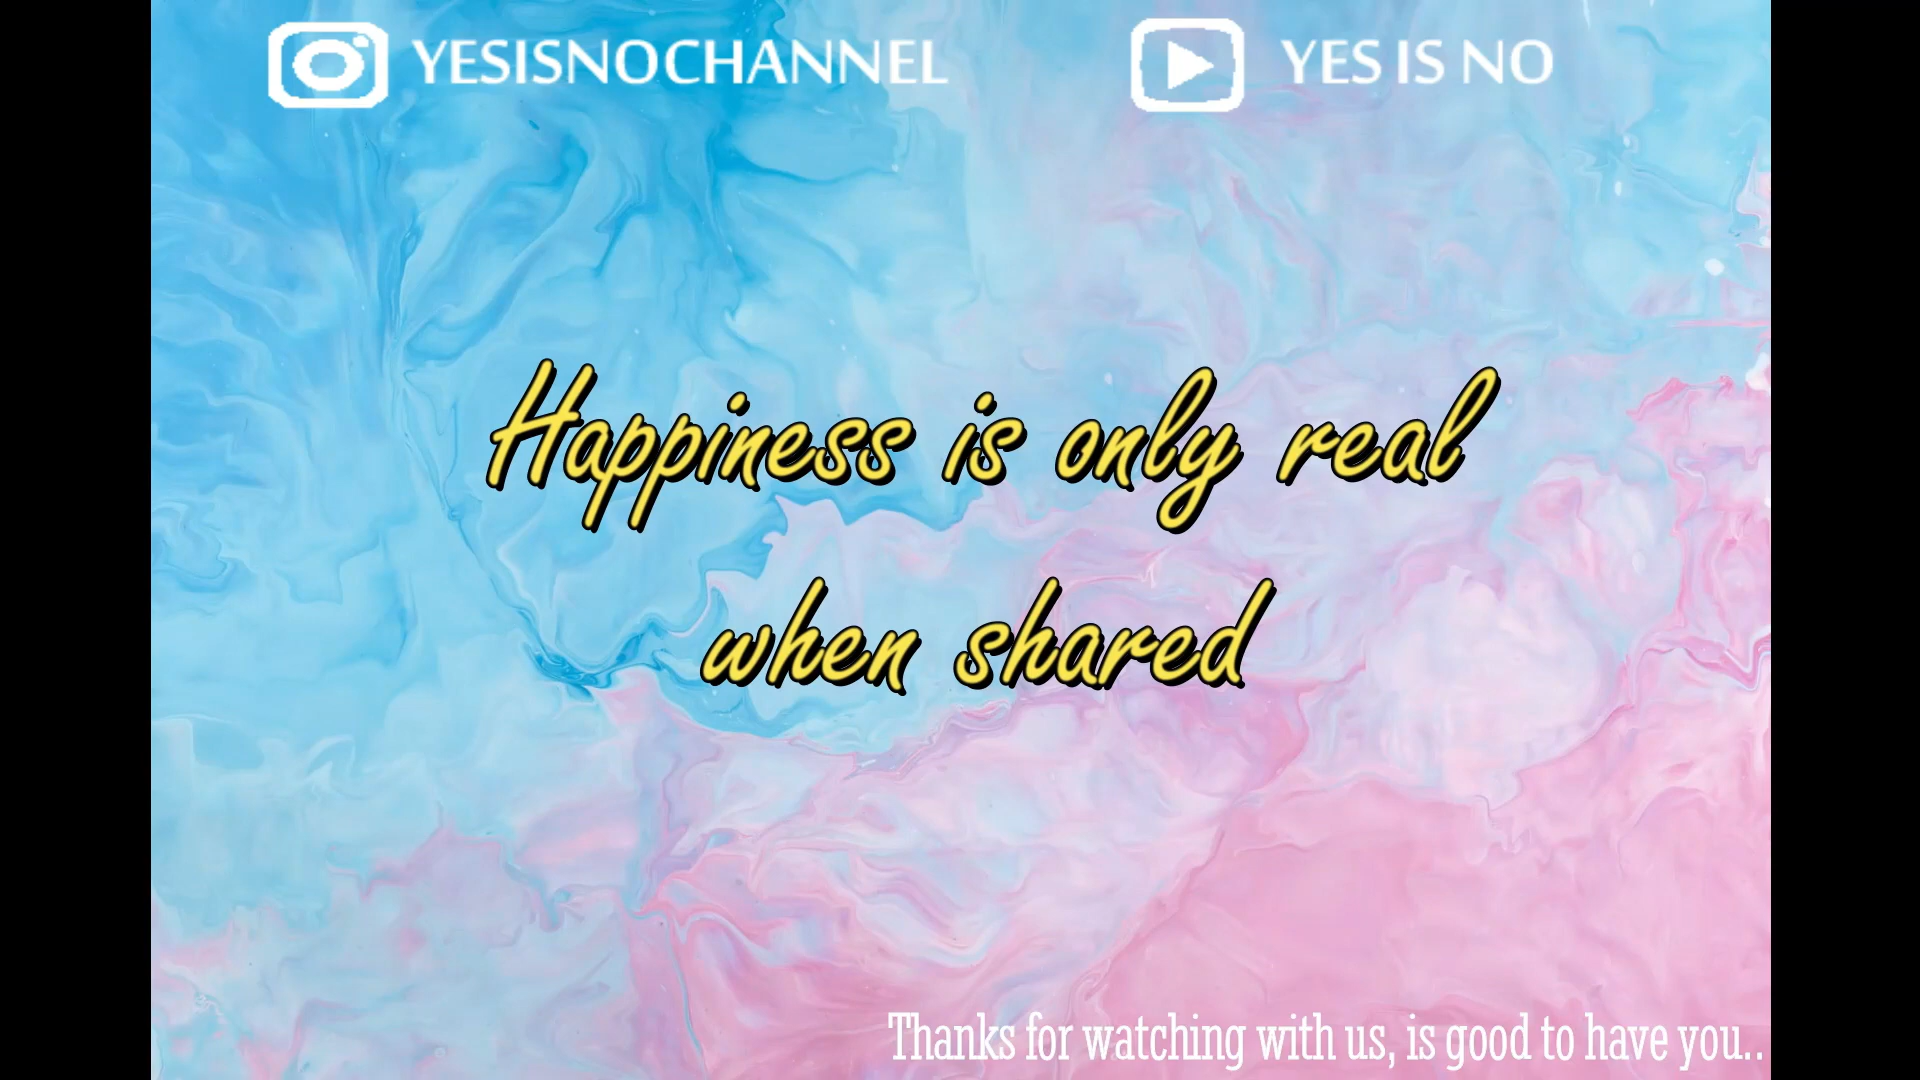 YESISNOCHANNEL
YES IS NO
Happiness is only real
when shared
Thanks for watching with us, is good to have you..